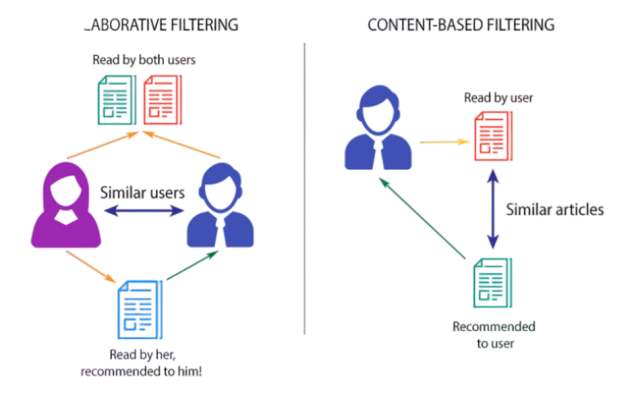 ..ABORATIVE FILTERING
Read by both users
Similar users
Read by her,
recommended to him!
CONTENT-BASED FILTERING
Read by user
Similar articles
Recommended
to user